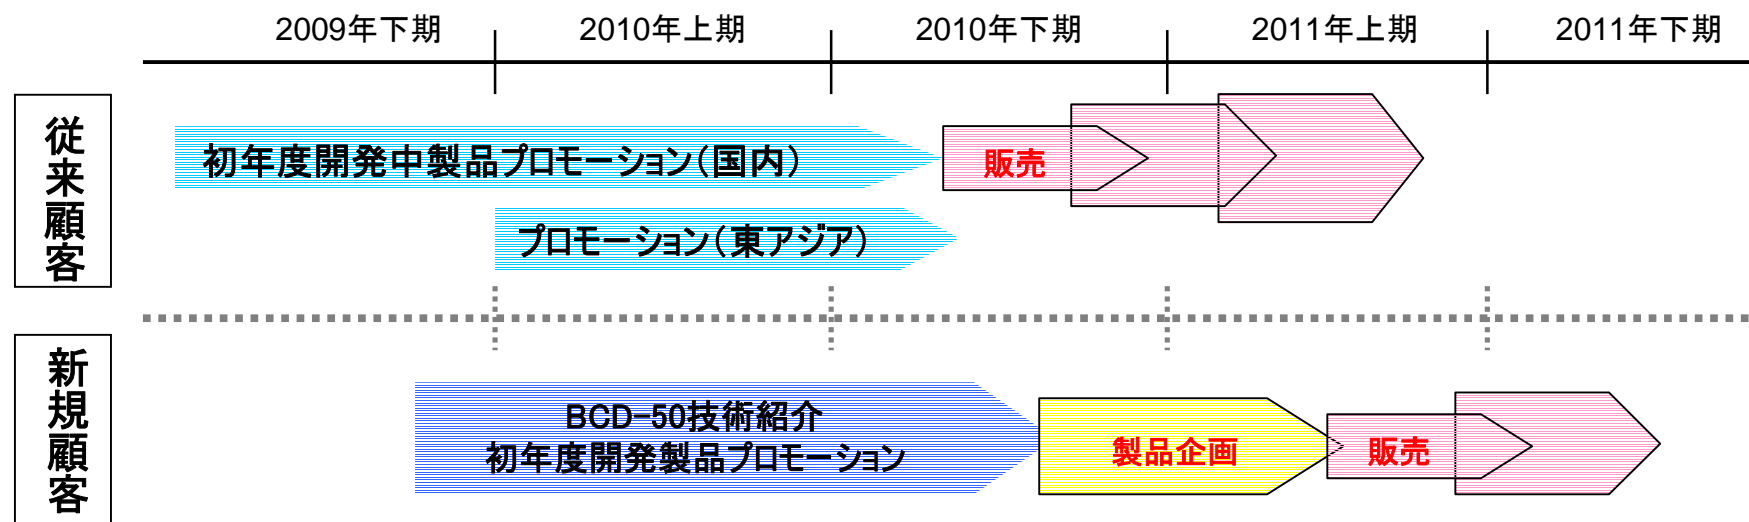 2009年下期
2010年上期
2010年下期
2011年上期
2011年下期
従来顧客
初年度開発中製品プロモーション(国内)
販売
プロモーション(東アジア)
新規顧客
BCD-50技術紹介
初年度開発製品プロモーション
製品企画
販売